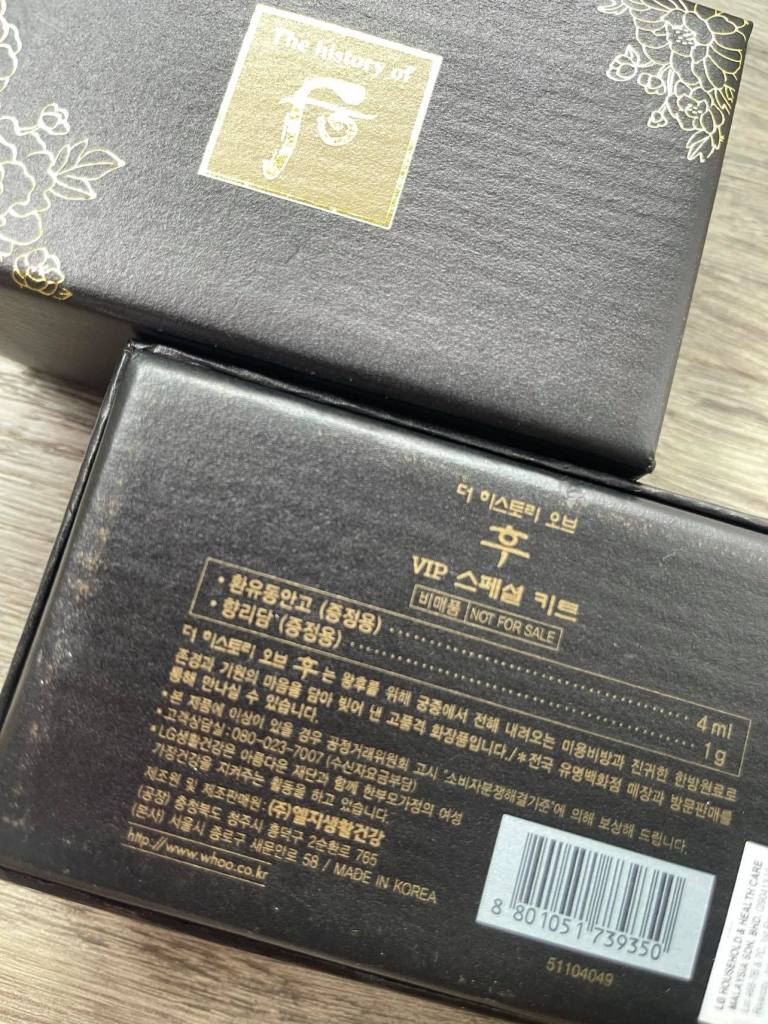 The history of
后
더 히스토리 오브
후
VIP 스페셜 키트
비매품 NOT FOR SALE
• 환유동안고 (증정용) 4 ml
• 향리담 (증정용) 1 g
더 히스토리 오브 후는 왕후를 위해 궁중에서 전해 내려오는 미용비방과 진귀한 한방원료로
존경과 기원의 마음을 담아 빚어 낸 고품격 화장품입니다./*전국 유명백화점 매장과 방문판매를
통해 만나실 수 있습니다.
• 본 제품에 이상이 있을 경우 공정거래위원회 고시 '소비자분쟁해결기준'에 의해 보상해 드립니다.
• 고객상담실 : 080-023-7007 (수신자요금부담)
• LG생활건강은 아름다운 재단과 함께 한부모가정의 여성
가장건강을 지켜주는 활동을 하고 있습니다.
제조원 및 제조판매원 : (주)엘지생활건강
(공장) 충청북도 청주시 흥덕구 2순환로 765
(본사) 서울시 종로구 새문안로 58 / MADE IN KOREA
http://www.whoo.co.kr
8 801051 739350
51104049
LG HOUSEHOLD & HEALTH CARE
MALAYSIA SDN. BHD.